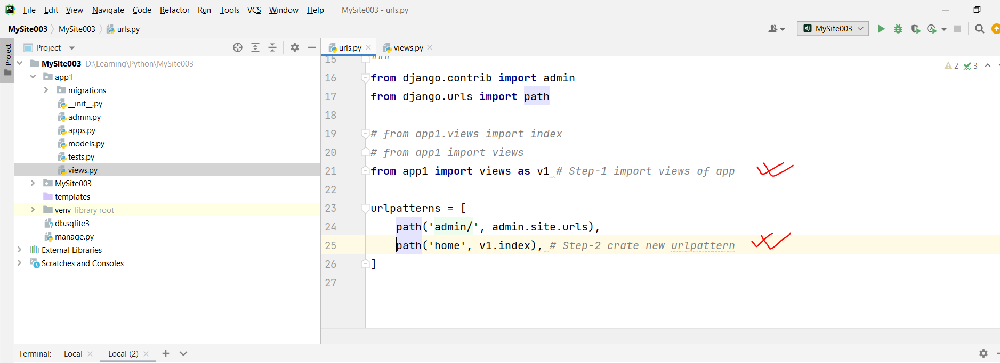 File Edit View Navigate Code Refactor Run Tools VCS Window Help MySite003 - urls.py
MySite003 MySite003 urls.py
MySite003
Project
Project
urls.py
views.py
MySite003 D:\Learning\Python\MySite003
app1
migrations
__init__.py
admin.py
apps.py
models.py
tests.py
views.py
MySite003
templates
venv library root
db.sqlite3
manage.py
External Libraries
Scratches and Consoles
2 3
15 """
16 from django.contrib import admin
17 from django.urls import path
18
19 # from app1.views import index
20 # from app1 import views
21 from app1 import views as v1 # Step-1 import views of app
22
23 urlpatterns = [
24 path('admin/', admin.site.urls),
25 path('home', v1.index), # Step-2 crate new urlpattern
26 ]
27
Terminal: Local Local (2)